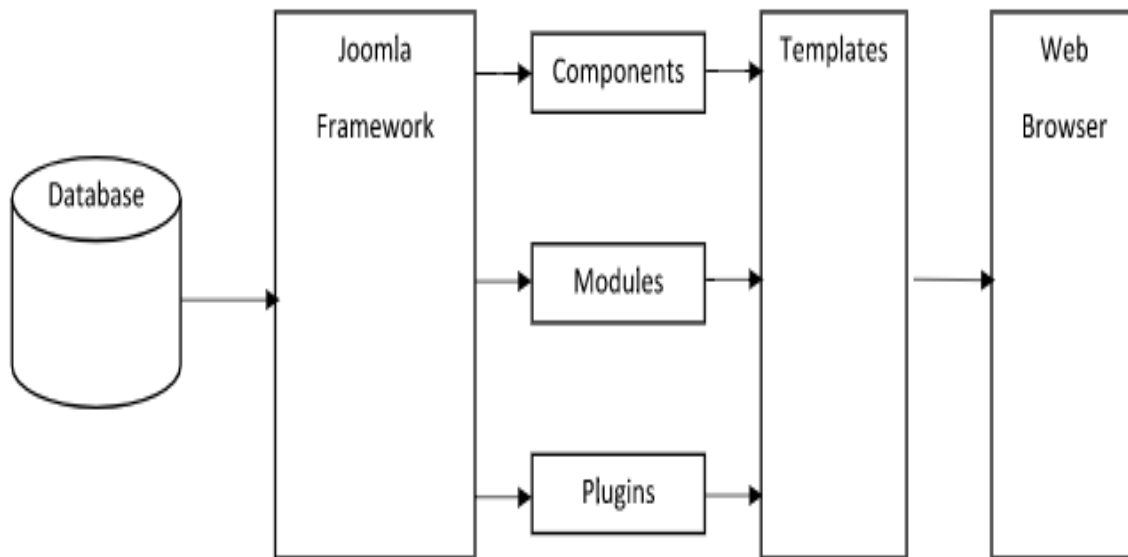 Database
Joomla
Framework
Components
Modules
Plugins
Templates
Web
Browser